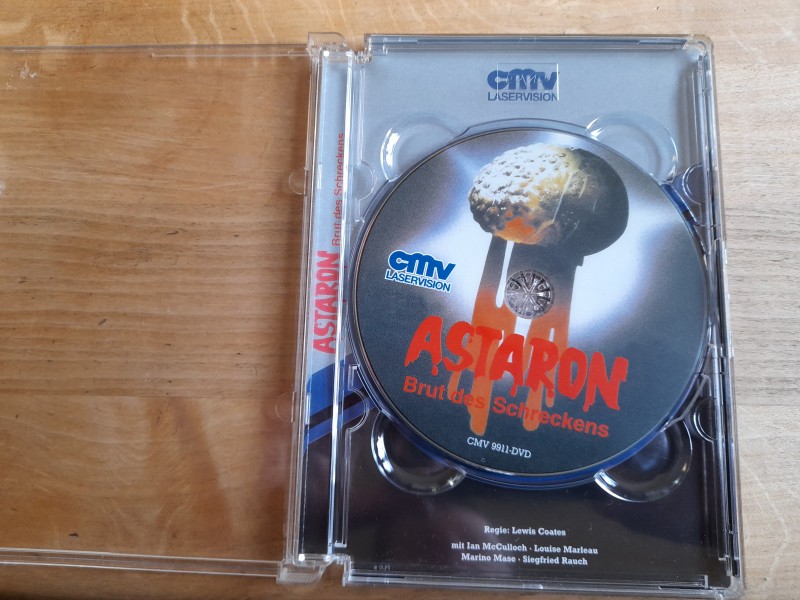 cmv
LASERVISION
ASTARON Brut des Schreckens
cmv
LASERVISION
ASTARON
Brut des Schreckens
CMV 9911-DVD
Regie: Lewis Coates
mit Ian McCulloch · Louise Marleau
Marino Mase · Siegfried Rauch